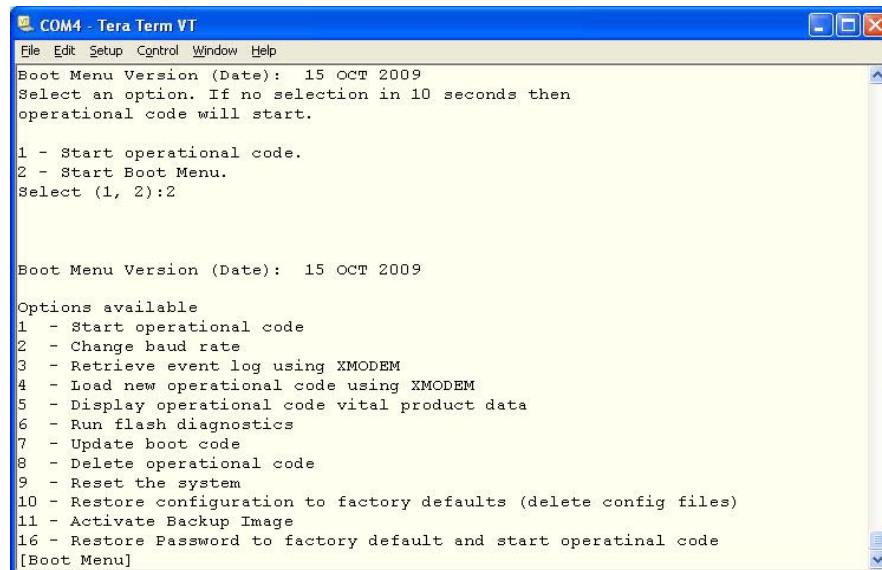 COM4 - Tera Term VT
File Edit Setup Control Window Help
Boot Menu Version (Date):  15 OCT 2009
Select an option. If no selection in 10 seconds then
operational code will start.
1 - Start operational code.
2 - Start Boot Menu.
Select (1, 2):2
Boot Menu Version (Date):  15 OCT 2009
Options available
1  - Start operational code
2  - Change baud rate
3  - Retrieve event log using XMODEM
4  - Load new operational code using XMODEM
5  - Display operational code vital product data
6  - Run flash diagnostics
7  - Update boot code
8  - Delete operational code
9  - Reset the system
10 - Restore configuration to factory defaults (delete config files)
11 - Activate Backup Image
16 - Restore Password to factory default and start operatinal code
[Boot Menu]